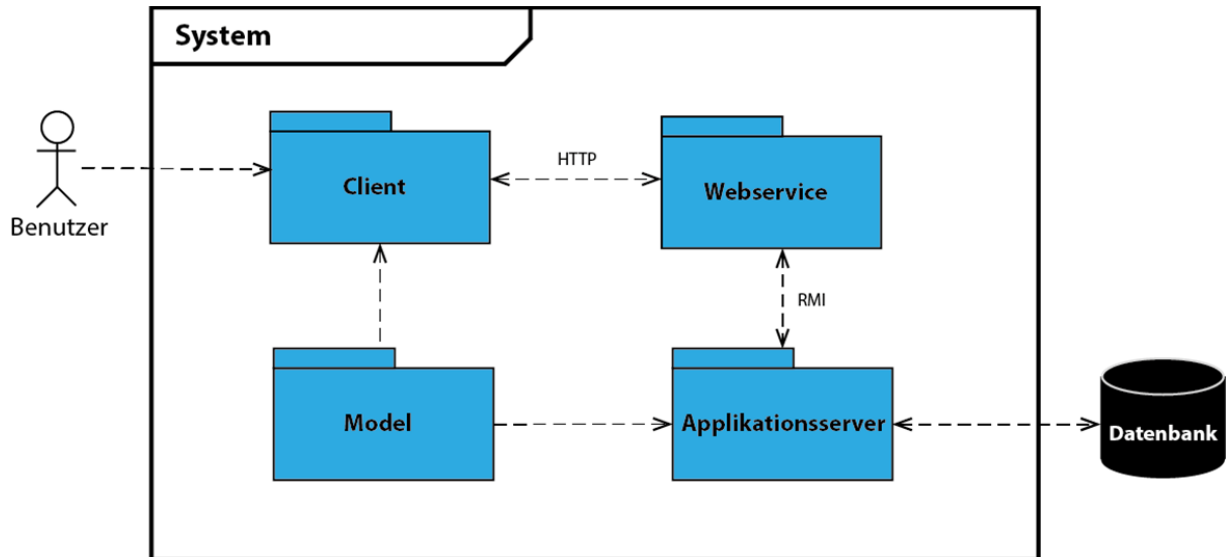 System
Benutzer
Client
HTTP
Webservice
RMI
Model
Applikationsserver
Datenbank